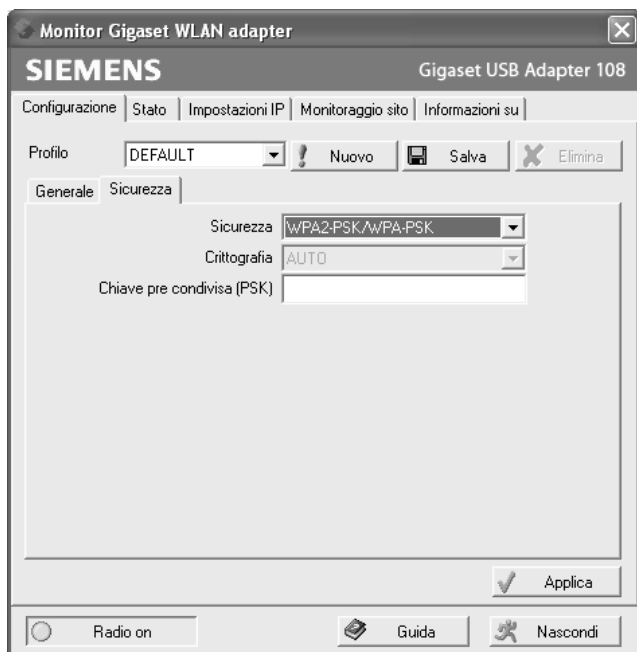 Monitor Gigaset WLAN adapter
SIEMENS Gigaset USB Adapter 108
Configurazione Stato Impostazioni IP Monitoraggio sito Informazioni su
Profilo DEFAULT Nuovo Salva Elimina
Generale Sicurezza
Sicurezza WPA2-PSK/WPA-PSK
Crittografia AUTO
Chiave pre condivisa (PSK)
Applica
Radio on Guida Nascondi